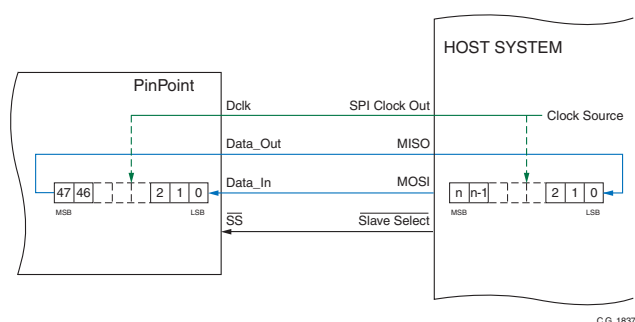 HOST SYSTEM
PinPoint
Dclk SPI Clock Out
Clock Source
Data_Out MISO
47 46 2 1 0 Data_In MOSI n n-1 2 1 0
MSB LSB MSB LSB
SS Slave Select
C.G. 1837